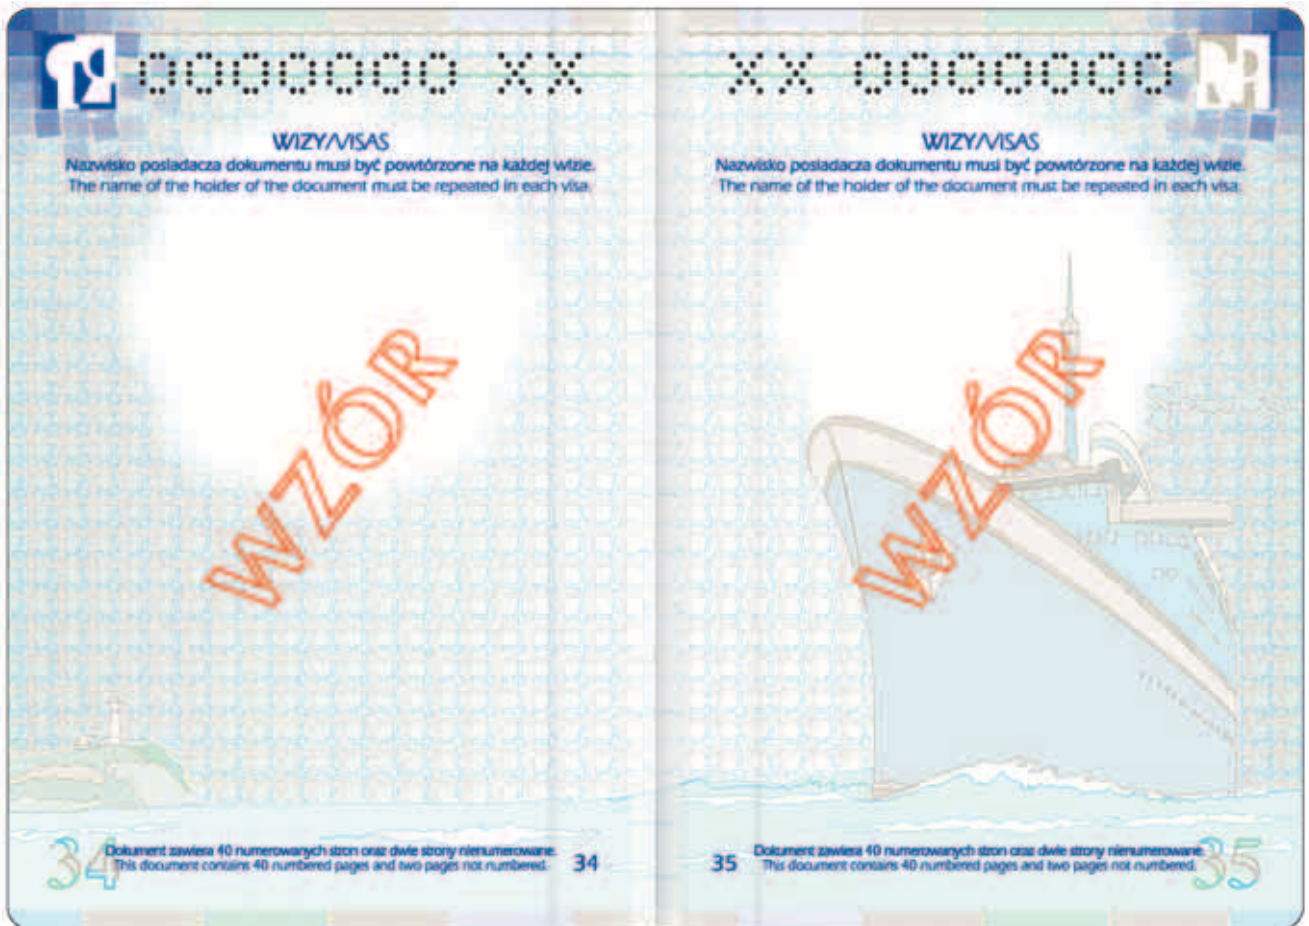 0000000 XX
WIZY/VISAS
Nazwisko posiadacza dokumentu musi być powtórzone na każdej wizie.
The name of the holder of the document must be repeated in each visa.
WZÓR
34
Dokument zawiera 40 numerowanych stron oraz dwie strony nienumerowane.
This document contains 40 numbered pages and two pages not numbered.
34
XX 0000000
WIZY/VISAS
Nazwisko posiadacza dokumentu musi być powtórzone na każdej wizie.
The name of the holder of the document must be repeated in each visa.
WZÓR
35
Dokument zawiera 40 numerowanych stron oraz dwie strony nienumerowane.
This document contains 40 numbered pages and two pages not numbered.
35